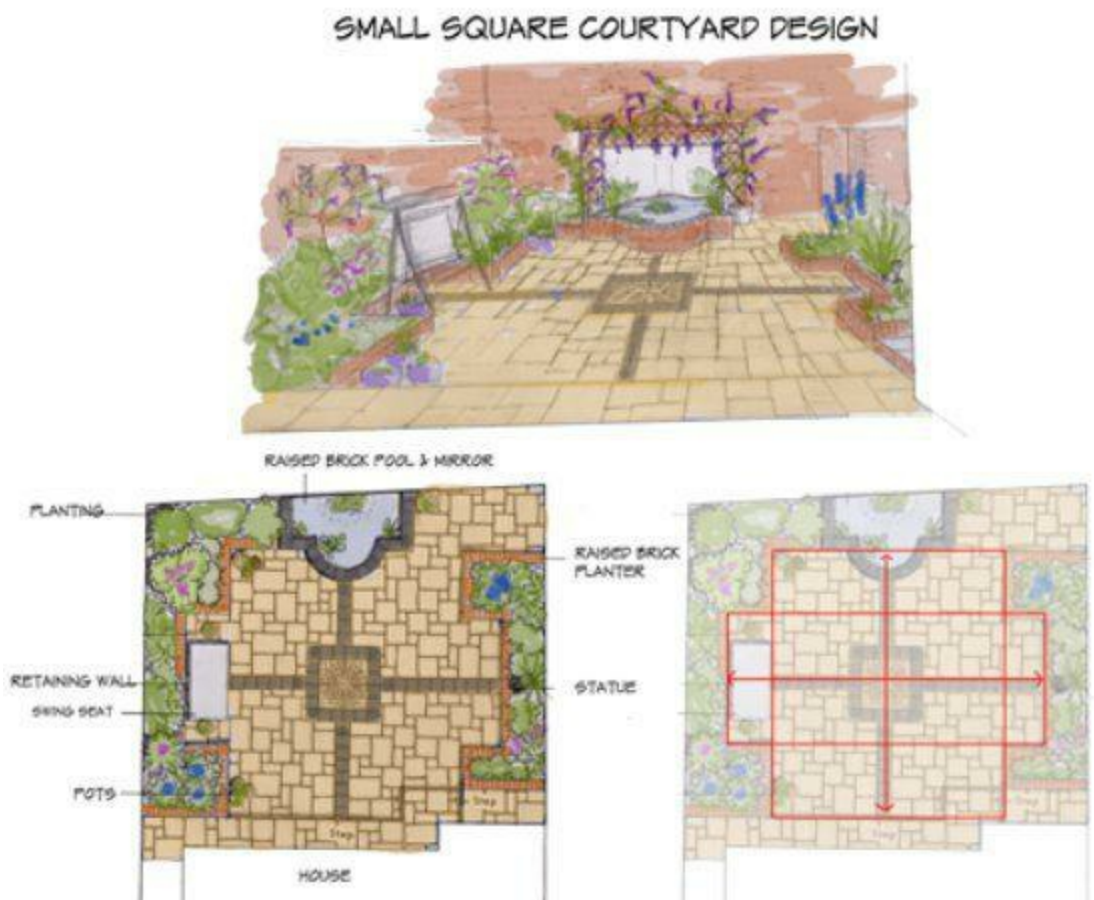 SMALL SQUARE COURTYARD DESIGN
RAISED BRICK POOL & MIRROR
PLANTING
RAISED BRICK
PLANTER
RETAINING WALL
STATUE
SWING SEAT
POTS
Step
Step
HOUSE
Step
Step